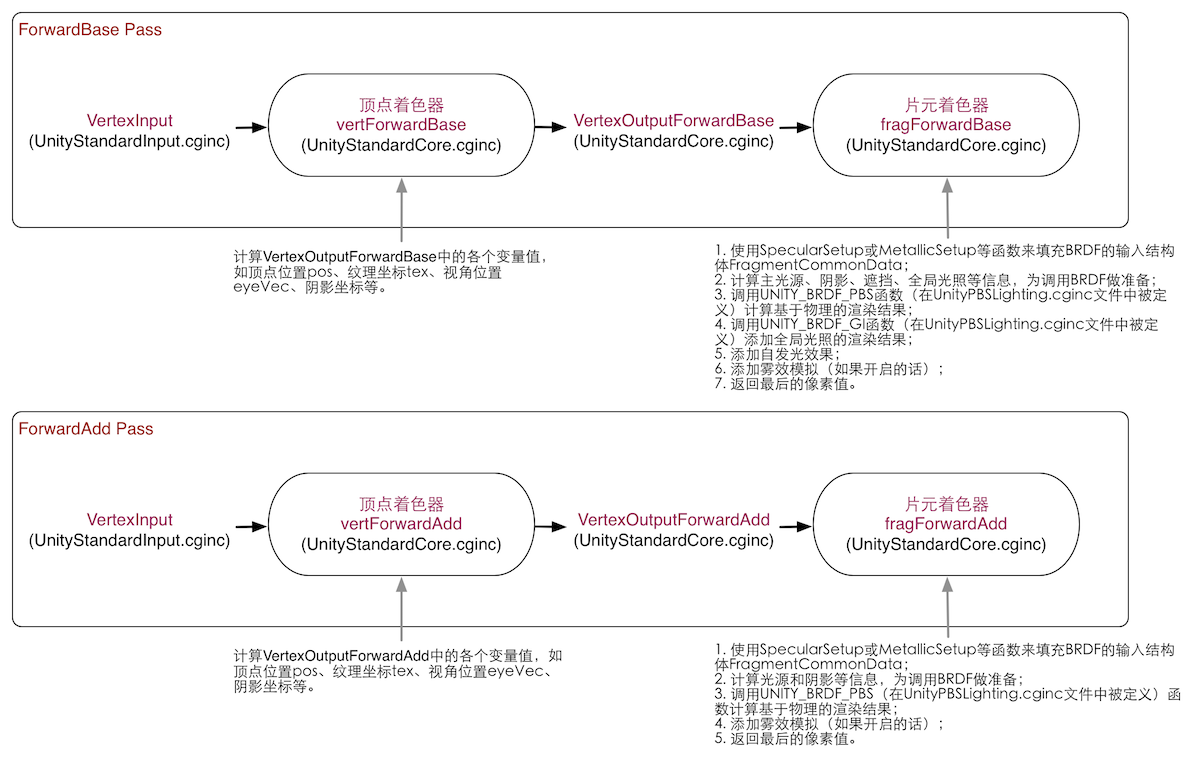 ForwardBase Pass
VertexInput
(UnityStandardInput.cginc)
顶点着色器
vertForwardBase
(UnityStandardCore.cginc)
VertexOutputForwardBase
(UnityStandardCore.cginc)
片元着色器
fragForwardBase
(UnityStandardCore.cginc)
计算VertexOutputForwardBase中的各个变量值，
如顶点位置pos、纹理坐标tex、视角位置
eyeVec、阴影坐标等。
1. 使用SpecularSetup或MetallicSetup等函数来填充BRDF的输入结构
体FragmentCommonData；
2. 计算主光源、阴影、遮挡、全局光照等信息，为调用BRDF做准备；
3. 调用UNITY_BRDF_PBS函数（在UnityPBSLighting.cginc文件中被定
义）计算基于物理的渲染结果；
4. 调用UNITY_BRDF_GI函数（在UnityPBSLighting.cginc文件中被定
义）添加全局光照的渲染结果；
5. 添加自发光效果；
6. 添加雾效模拟（如果开启的话）；
7. 返回最后的像素值。
ForwardAdd Pass
VertexInput
(UnityStandardInput.cginc)
顶点着色器
vertForwardAdd
(UnityStandardCore.cginc)
VertexOutputForwardAdd
(UnityStandardCore.cginc)
片元着色器
fragForwardAdd
(UnityStandardCore.cginc)
计算VertexOutputForwardAdd中的各个变量值，如
顶点位置pos、纹理坐标tex、视角位置eyeVec、
阴影坐标等。
1. 使用SpecularSetup或MetallicSetup等函数来填充BRDF的输入结构
体FragmentCommonData；
2. 计算光源和阴影等信息，为调用BRDF做准备；
3. 调用UNITY_BRDF_PBS（在UnityPBSLighting.cginc文件中被定义）函
数计算基于物理的渲染结果；
4. 添加雾效模拟（如果开启的话）；
5. 返回最后的像素值。